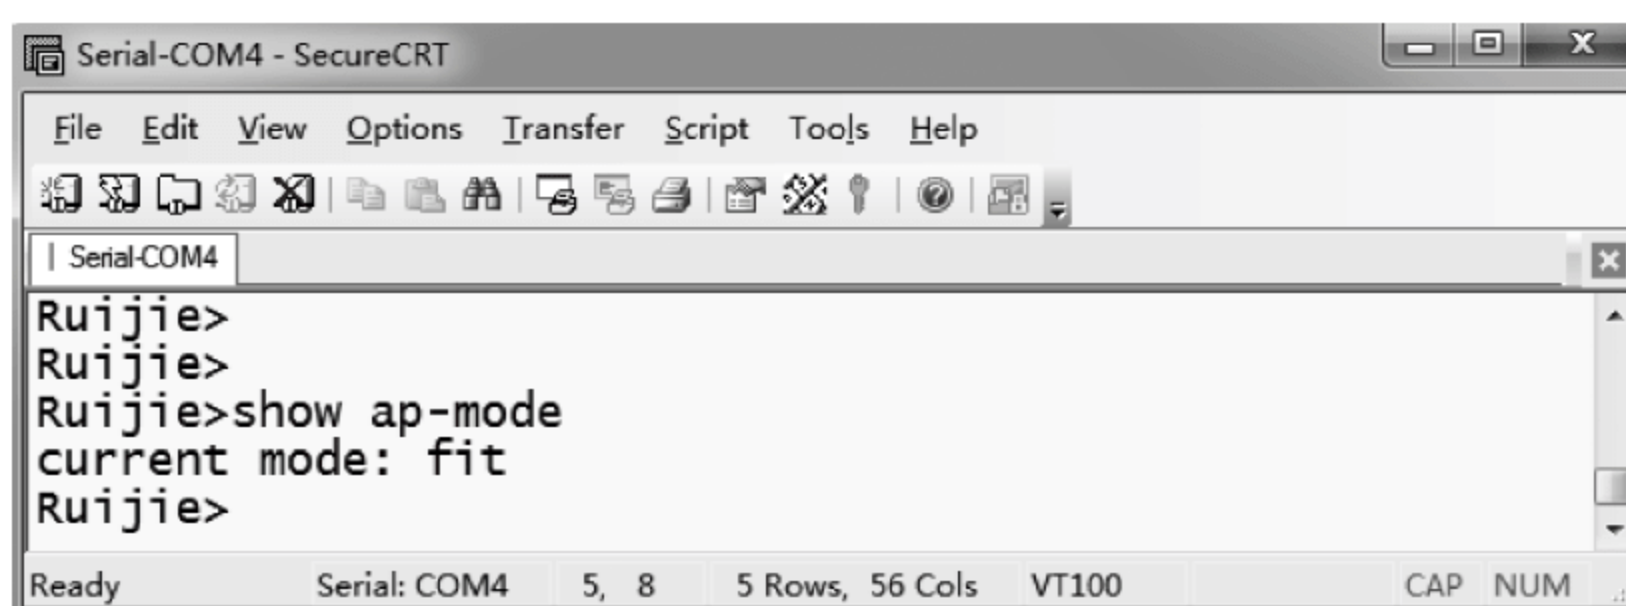 Serial-COM4 - SecureCRT
File Edit View Options Transfer Script Tools Help
Serial-COM4
Ruijie>
Ruijie>
Ruijie>show ap-mode
current mode: fit
Ruijie>
Ready Serial: COM4 5, 8 5 Rows, 56 Cols VT100 CAP NUM